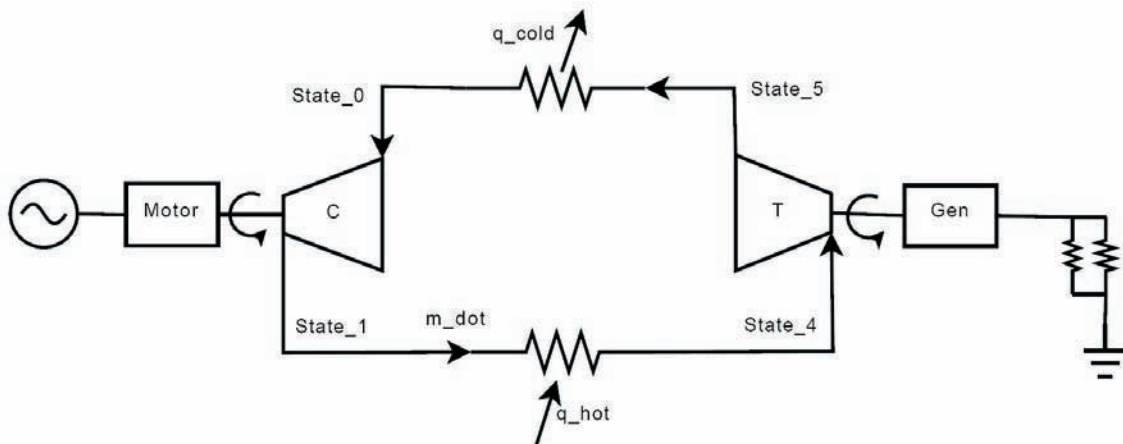 q_cold
State_0
State_5
Motor
C
T
Gen
State_1
m_dot
State_4
q_hot